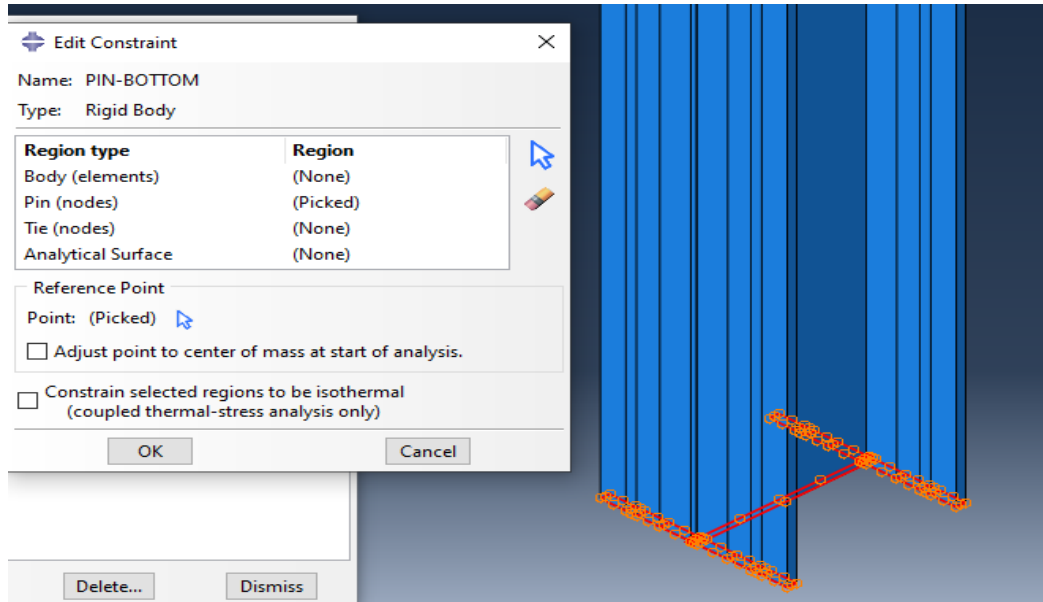 Edit Constraint
Name: PIN-BOTTOM
Type: Rigid Body
Region type Region
Body (elements) (None)
Pin (nodes) (Picked)
Tie (nodes) (None)
Analytical Surface (None)
Reference Point
Point: (Picked)
Adjust point to center of mass at start of analysis.
Constrain selected regions to be isothermal
(coupled thermal-stress analysis only)
OK Cancel
Delete... Dismiss